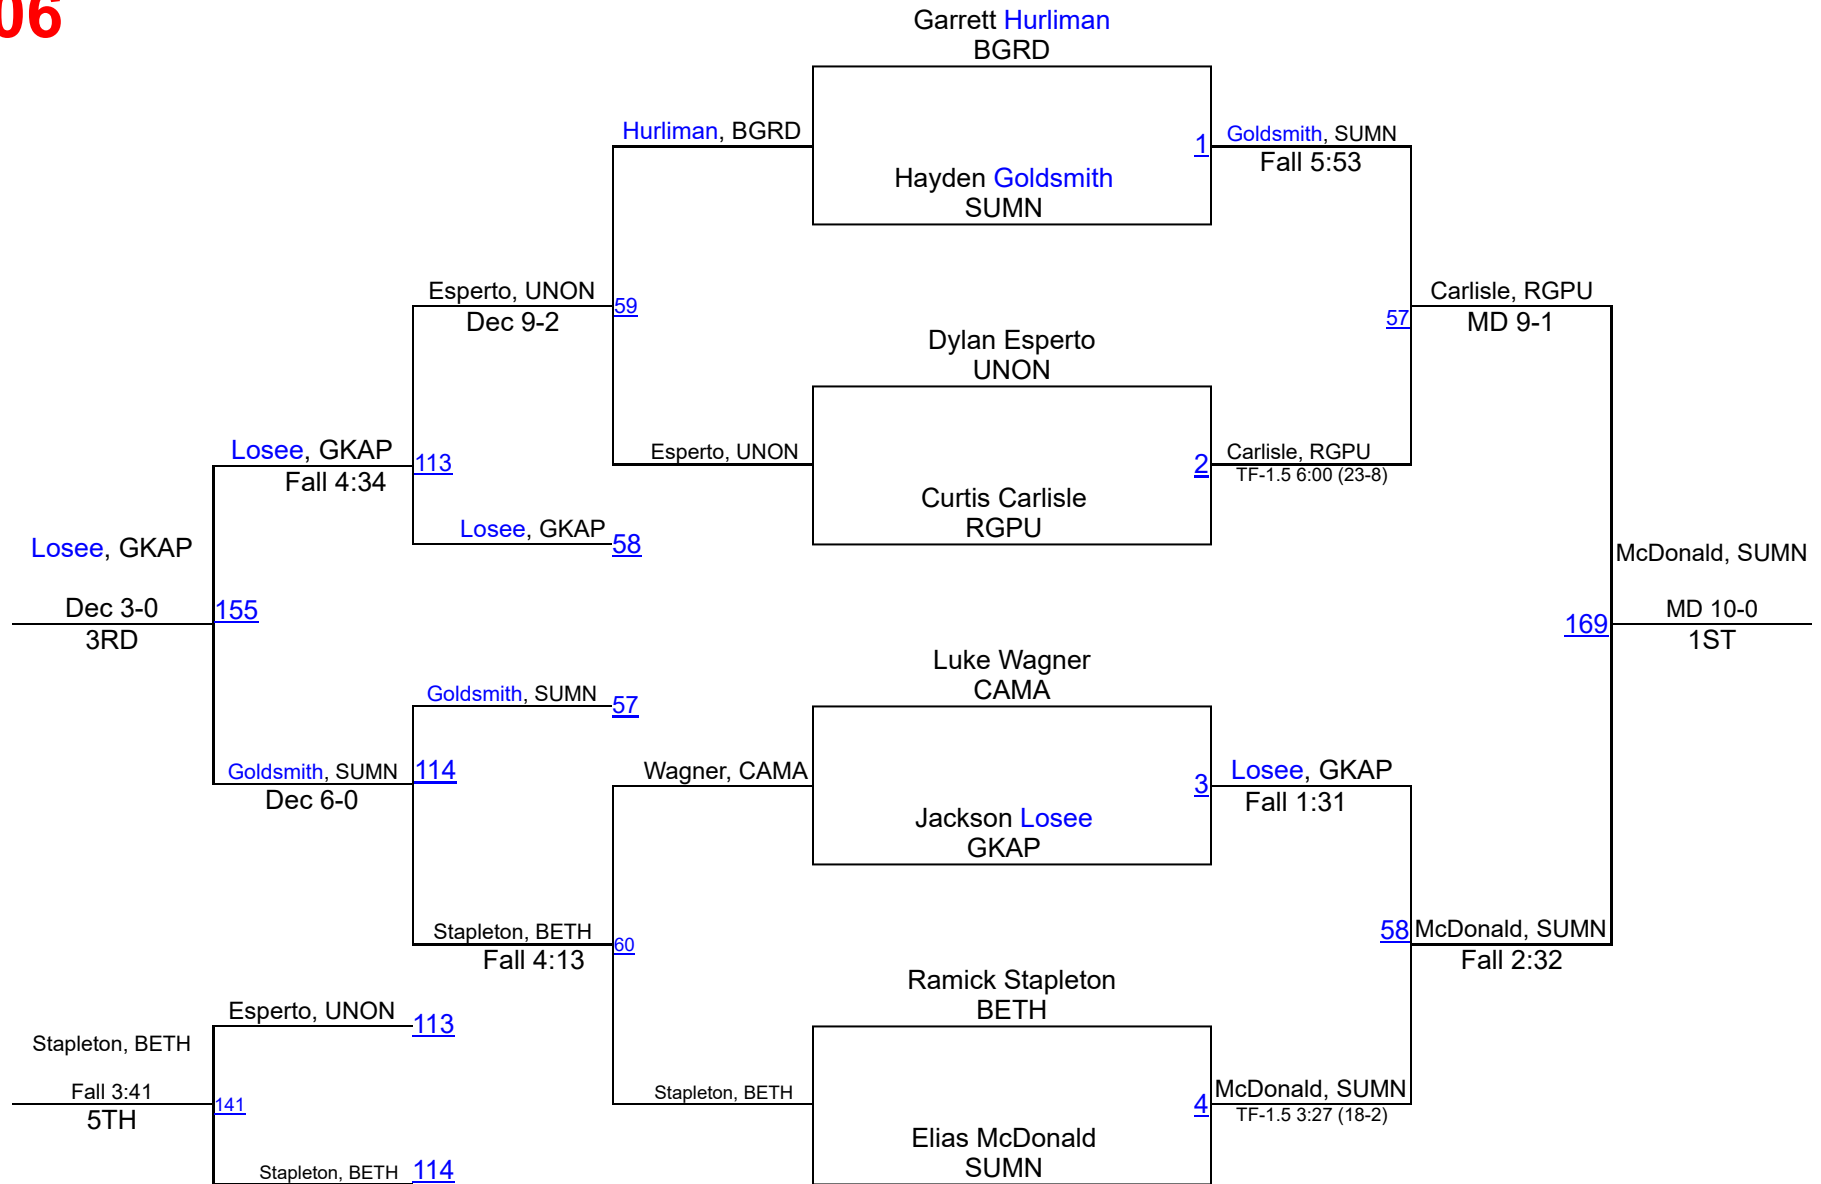 06
Garrett Hurliman
BGRD
Hurliman, BGRD
1
Goldsmith, SUMN
Fall 5:53
Hayden Goldsmith
SUMN
Esperto, UNON
Dec 9-2
59
Carlisle, RGPU
MD 9-1
57
Dylan Esperto
UNON
Losee, GKAP
Fall 4:34
113
Esperto, UNON
2
Carlisle, RGPU
TF-1.5 6:00 (23-8)
Curtis Carlisle
RGPU
Losee, GKAP
58
Losee, GKAP
Dec 3-0
3RD
155
McDonald, SUMN
MD 10-0
1ST
169
Luke Wagner
CAMA
Goldsmith, SUMN
57
Goldsmith, SUMN
Dec 6-0
114
Wagner, CAMA
3
Losee, GKAP
Fall 1:31
Jackson Losee
GKAP
Stapleton, BETH
Fall 4:13
60
58
McDonald, SUMN
Fall 2:32
Ramick Stapleton
BETH
Esperto, UNON
113
Stapleton, BETH
Fall 3:41
5TH
141
Stapleton, BETH
4
McDonald, SUMN
TF-1.5 3:27 (18-2)
Elias McDonald
SUMN
Stapleton, BETH
114